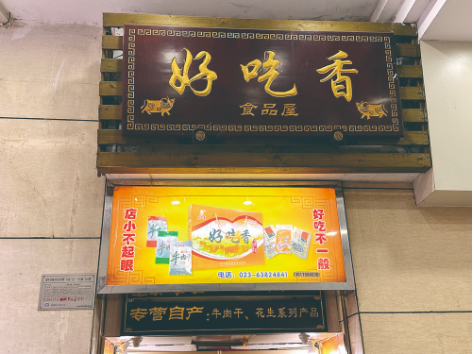 好吃香
食品屋
店小不起眼
好吃香
好吃不一般
电话：023-63824841
专营自产：牛肉干、花生系列产品